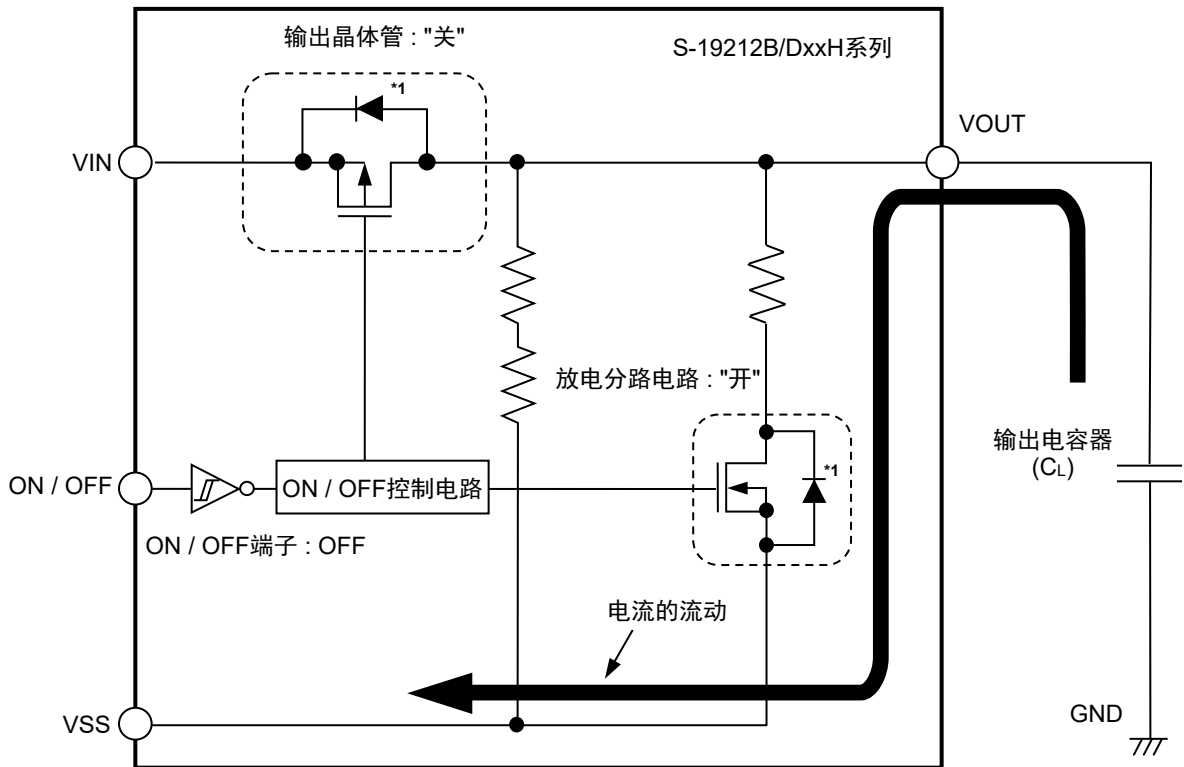 输出晶体管 : "关"
S-19212B/DxxH系列
*1
VOUT
VIN
放电分路电路 : "开"
*1
输出电容器
(CL)
ON / OFF
ON / OFF控制电路
ON / OFF端子 : OFF
电流的流动
GND
VSS